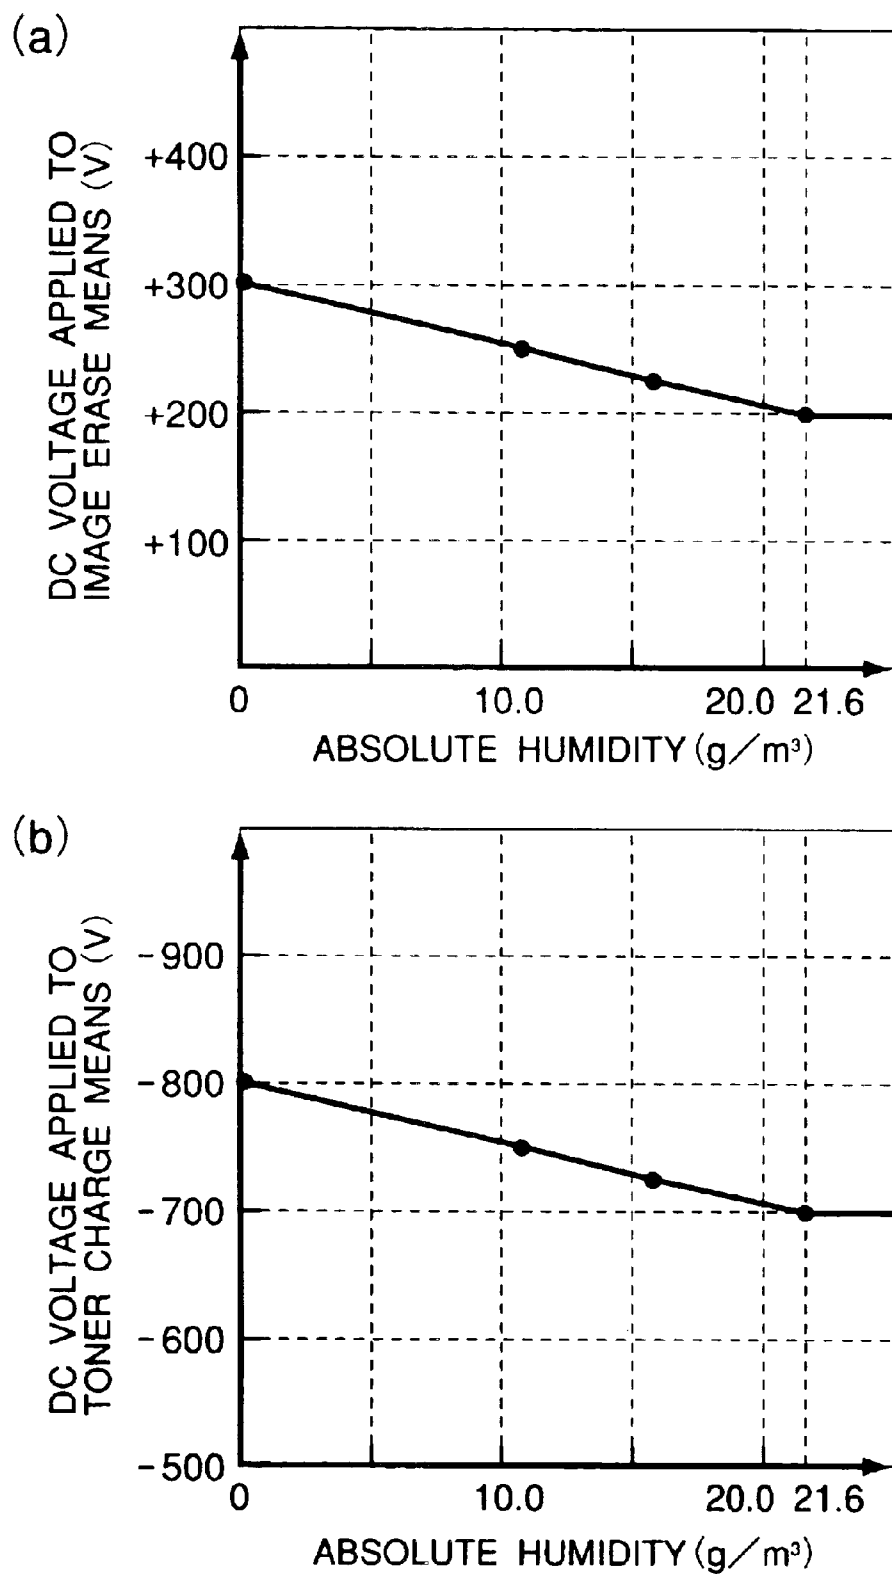 (a)
DC VOLTAGE APPLIED TO
IMAGE ERASE MEANS (V)
+400
+300
+200
+100
0
10.0
20.0
21.6
ABSOLUTE HUMIDITY (g/m³)
(b)
DC VOLTAGE APPLIED TO
TONER CHARGE MEANS (V)
-900
-800
-700
-600
-500
0
10.0
20.0
21.6
ABSOLUTE HUMIDITY (g/m³)